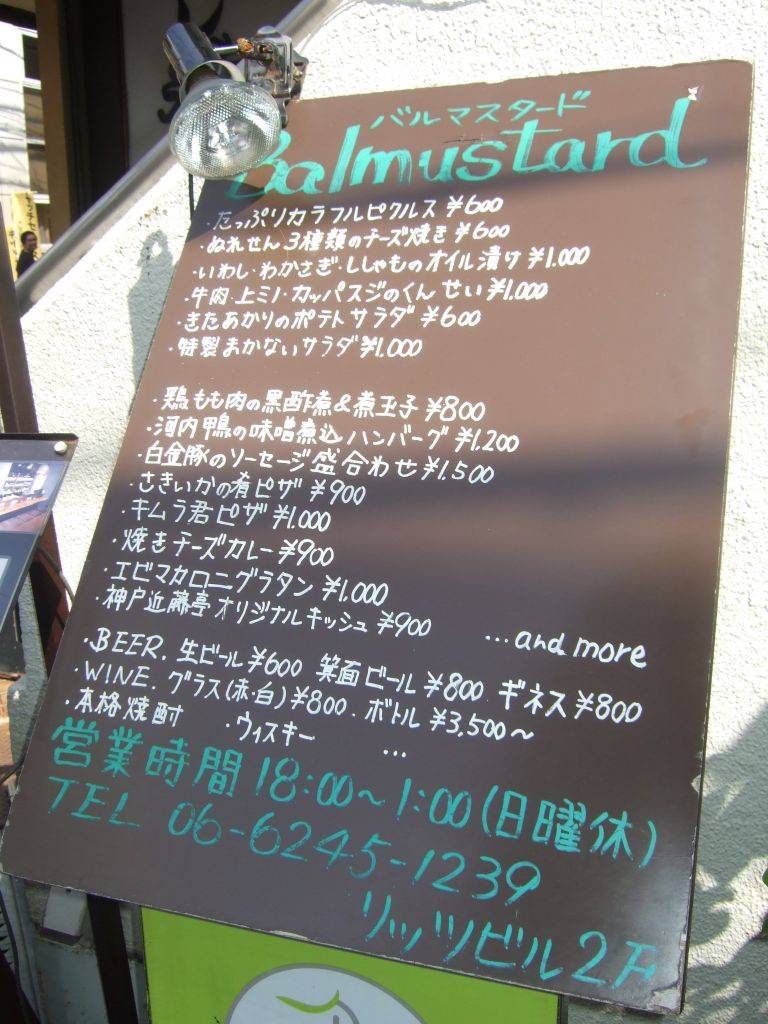 バルマスタード
Balmustard
・たっぷりカラフルピクルス ¥600
・ぬれせん 3種類のチーズ焼き ¥600
・いわし・わかさぎ・ししゃものオイル漬け ¥1,000
・牛肉・上ミノ・カッパスジのくんせい ¥1,000
・きたあかりのポテトサラダ ¥600
・特製まかないサラダ ¥1,000
・鶏もも肉の黒酢煮&煮玉子 ¥800
・河内鴨の味噌煮込ハンバーグ ¥1,200
・白金豚のソーセージ盛合わせ ¥1,500
・さきいかの肴ピザ ¥900
・キムラ君ピザ ¥1,000
・焼きチーズカレー ¥900
・エビマカロニグラタン ¥1,000
・神戸近藤亭オリジナルキッシュ ¥900 ...and more
・BEER. 生ビール ¥600 箕面ビール ¥800 ギネス ¥800
・WINE. グラス(赤・白) ¥800. ボトル ¥3,500~
・本格焼酎 ・ウィスキー ...
営業時間 18:00~1:00(日曜休)
TEL 06-6245-1239
リッツビル2F